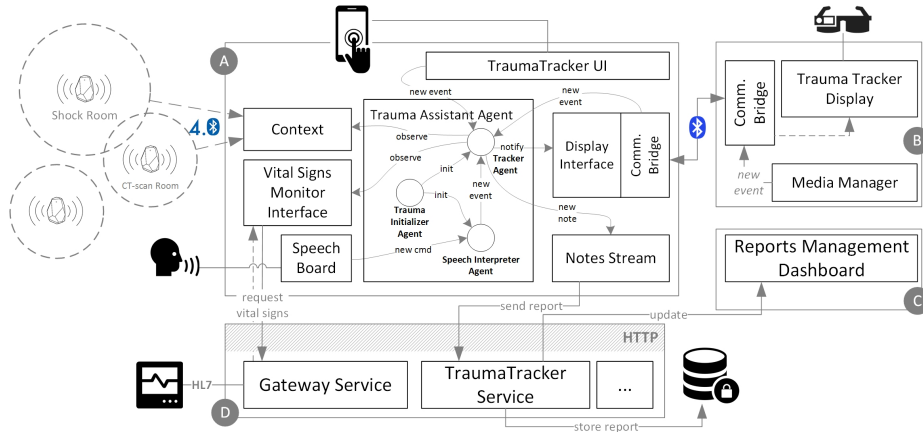 A
TraumaTracker UI
new event
new
event
Shock Room
4.0
CT-scan Room
Context
observe
observe
Vital Signs
Monitor
Interface
Speech
Board
new cmd
Trauma Assistant Agent
Tracker
Agent
notify
init
init
Trauma
Initializer
Agent
new
event
Speech Interpreter
Agent
Display
Interface
Comm.
Bridge
new
note
Notes Stream
Comm.
Bridge
Trauma Tracker
Display
B
new
event
Media Manager
Reports Management
Dashboard
C
request
vital signs
send report
update
HTTP
HL7
Gateway Service
TraumaTracker
Service
...
D
store report